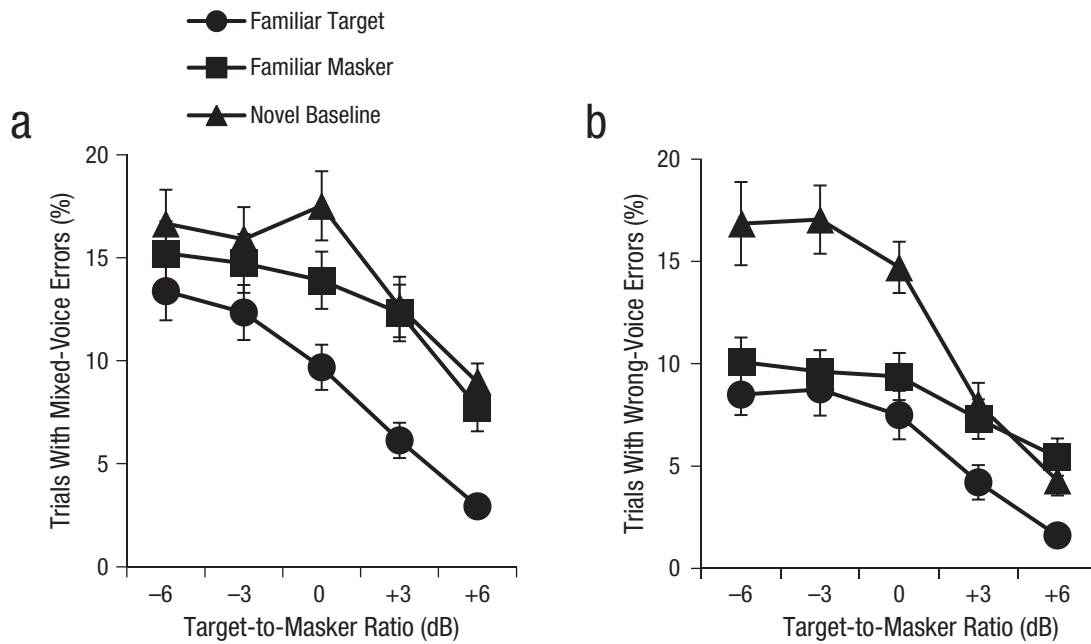 Familiar Target
Familiar Masker
Novel Baseline
a
Trials With Mixed-Voice Errors (%)
20
15
10
5
0
–6 –3 0 +3 +6
Target-to-Masker Ratio (dB)
b
Trials With Wrong-Voice Errors (%)
20
15
10
5
0
–6 –3 0 +3 +6
Target-to-Masker Ratio (dB)